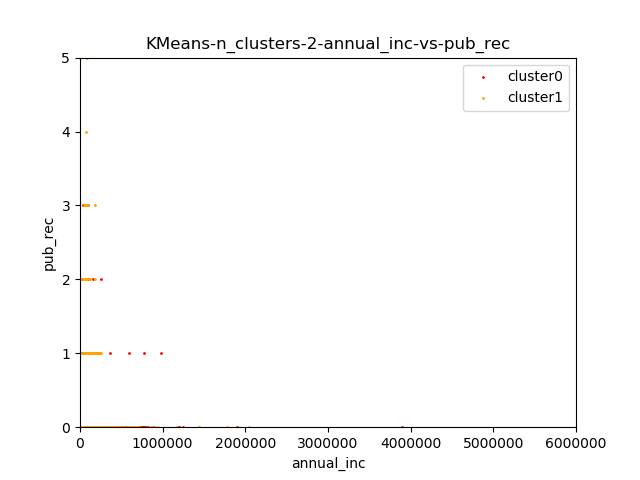 KMeans-n_clusters-2-annual_inc-vs-pub_rec
cluster0
cluster1
5
4
3
2
1
0
pub_rec
0 1000000 2000000 3000000 4000000 5000000 6000000
annual_inc